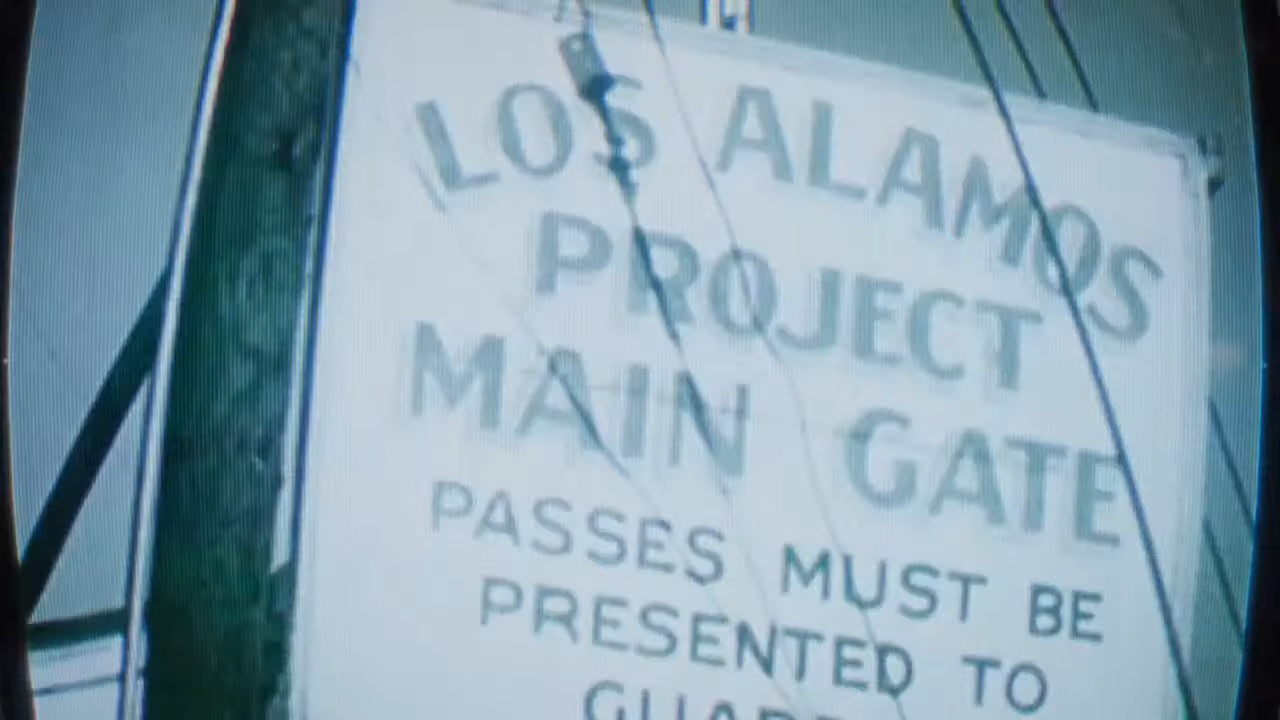 LOS ALAMOS
PROJECT
MAIN GATE
PASSES MUST BE
PRESENTED TO